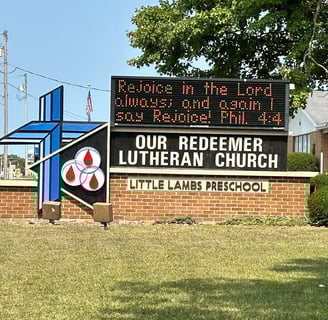 Rejoice in the Lord
always; and again I
say Rejoice! Phil. 4:4
OUR REDEEMER
LUTHERAN CHURCH
LITTLE LAMBS PRESCHOOL